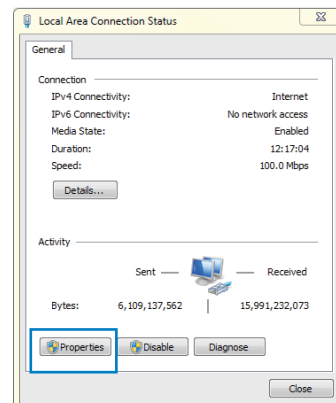 Local Area Connection Status
General
Connection
IPv4 Connectivity: Internet
IPv6 Connectivity: No network access
Media State: Enabled
Duration: 12:17:04
Speed: 100.0 Mbps
Details...
Activity
Sent Received
Bytes: 6,109,137,562 15,991,232,073
Properties Disable Diagnose
Close